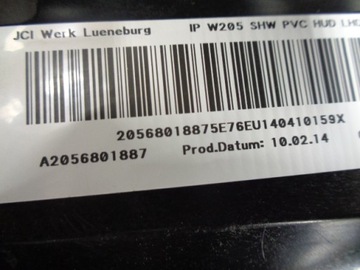 JCI Werk Lueneburg IP W205 SHW PVC HUD LHD
20568018875E76EU140410159X
A2056801887 Prod.Datum: 10.02.14